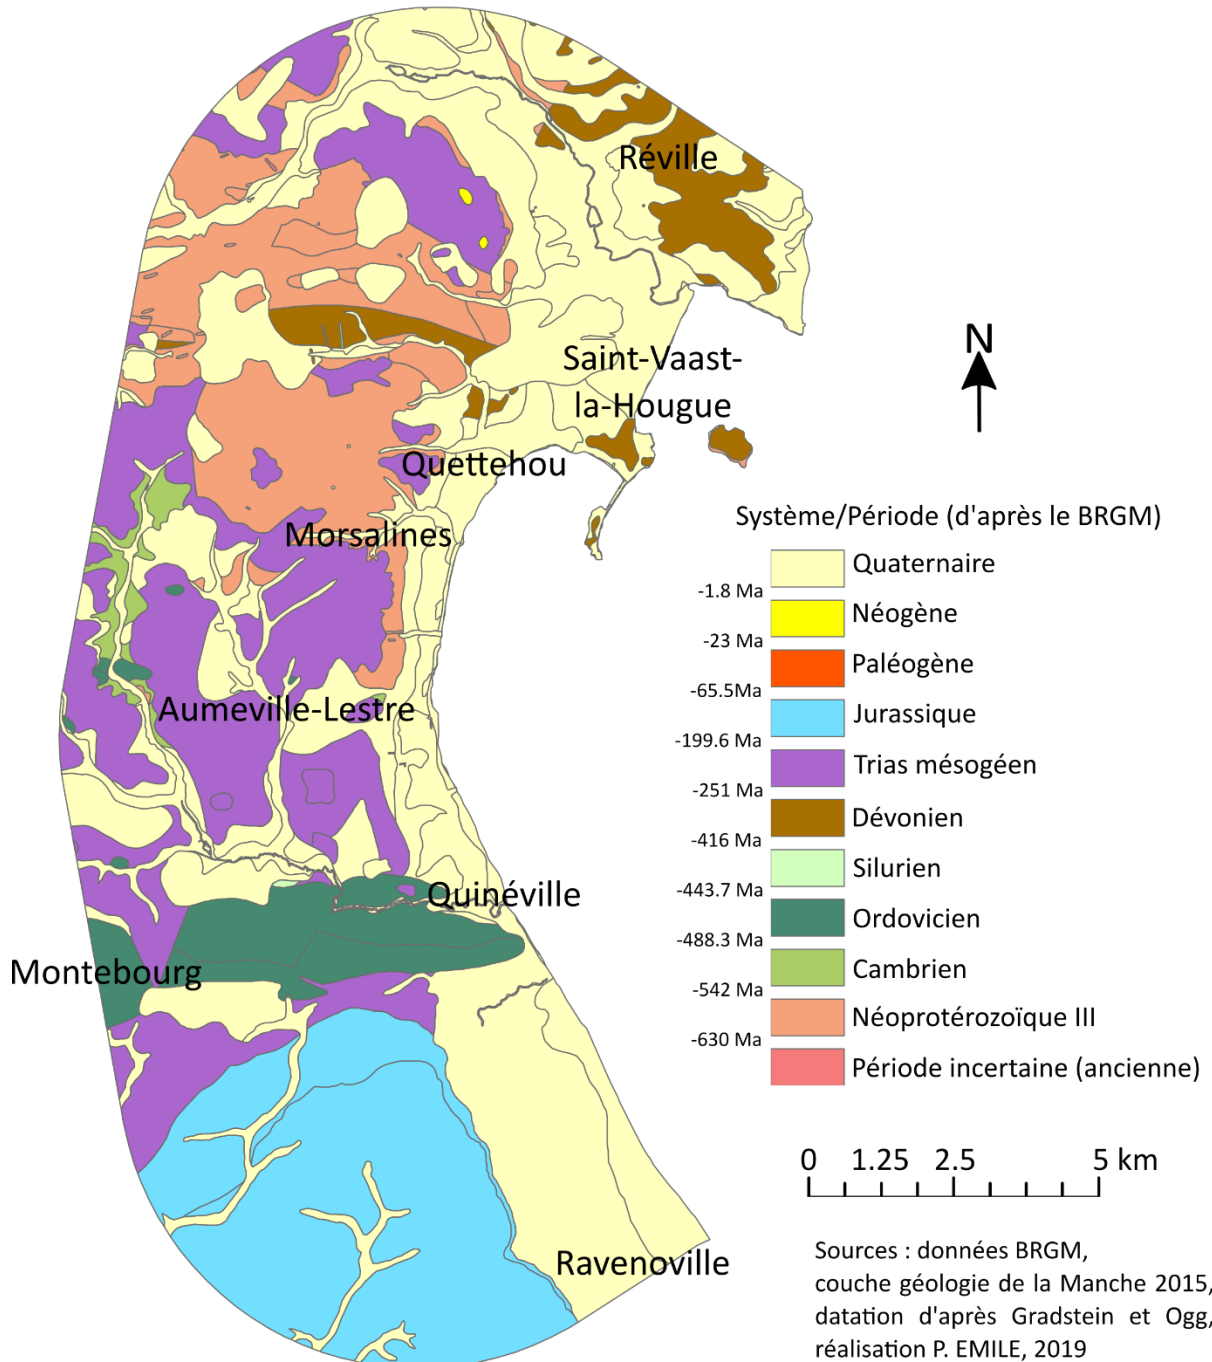 Réville
Saint-Vaast-
la-Hougue
N
Quettehou
Morsalines
Aumeville-Lestre
Quinéville
Montebourg
Ravenoville
Système/Période (d'après le BRGM)
Quaternaire
-1.8 Ma
Néogène
-23 Ma
Paléogène
-65.5Ma
Jurassique
-199.6 Ma
Trias mésogéen
-251 Ma
Dévonien
-416 Ma
Silurien
-443.7 Ma
Ordovicien
-488.3 Ma
Cambrien
-542 Ma
Néoprotérozoïque III
-630 Ma
Période incertaine (ancienne)
0 1.25 2.5 5 km
Sources : données BRGM,
couche géologie de la Manche 2015,
datation d'après Gradstein et Ogg,
réalisation P. EMILE, 2019